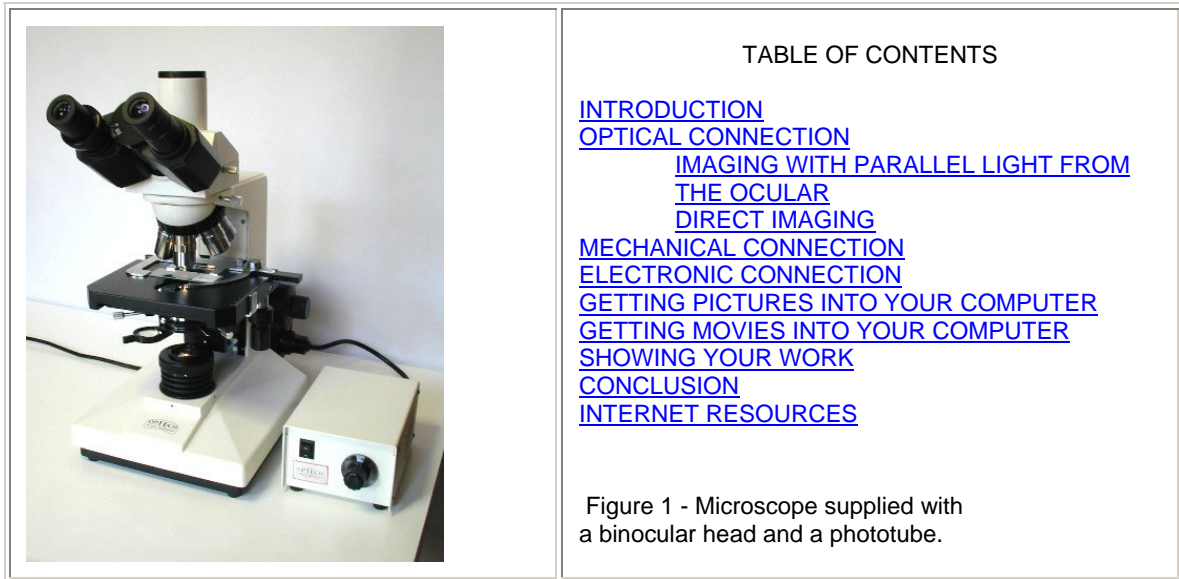 OPTECH
OPTECH
TABLE OF CONTENTS
INTRODUCTION
OPTICAL CONNECTION
IMAGING WITH PARALLEL LIGHT FROM
THE OCULAR
DIRECT IMAGING
MECHANICAL CONNECTION
ELECTRONIC CONNECTION
GETTING PICTURES INTO YOUR COMPUTER
GETTING MOVIES INTO YOUR COMPUTER
SHOWING YOUR WORK
CONCLUSION
INTERNET RESOURCES
Figure 1 - Microscope supplied with
a binocular head and a phototube.